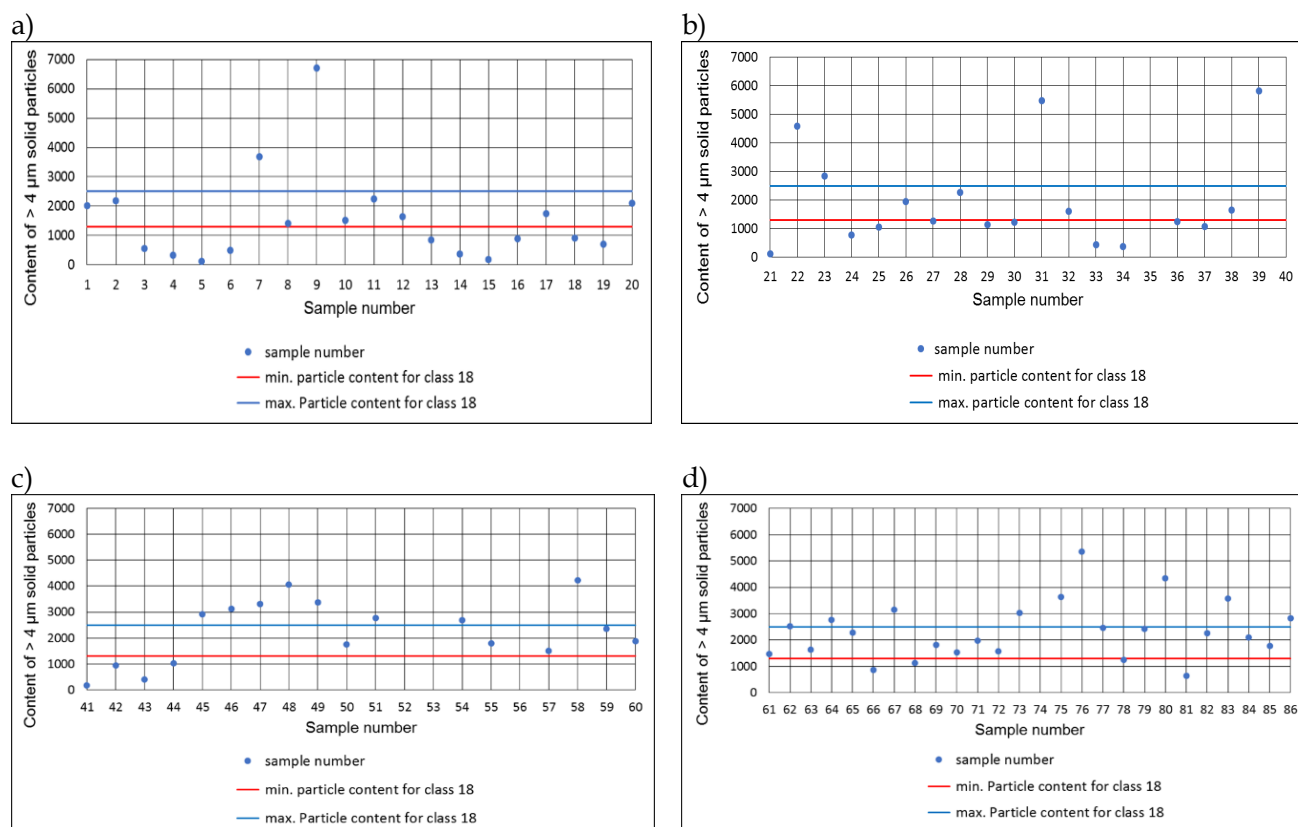 a)
Content of > 4 µm solid particles
7000
6000
5000
4000
3000
2000
1000
0
1 2 3 4 5 6 7 8 9 10 11 12 13 14 15 16 17 18 19 20
Sample number
sample number
min. particle content for class 18
max. Particle content for class 18
b)
Content of > 4 µm solid particles
7000
6000
5000
4000
3000
2000
1000
0
21 22 23 24 25 26 27 28 29 30 31 32 33 34 35 36 37 38 39 40
Sample number
sample number
min. particle content for class 18
max. particle content for class 18
c)
Content of > 4 µm solid particles
7000
6000
5000
4000
3000
2000
1000
0
41 42 43 44 45 46 47 48 49 50 51 52 53 54 55 56 57 58 59 60
Sample number
sample number
min. particle content for class 18
max. Particle content for class 18
d)
Content of > 4 µm solid particles
7000
6000
5000
4000
3000
2000
1000
0
61 62 63 64 65 66 67 68 69 70 71 72 73 74 75 76 77 78 79 80 81 82 83 84 85 86
Sample number
sample number
min. Particle content for class 18
max. Particle content for class 18